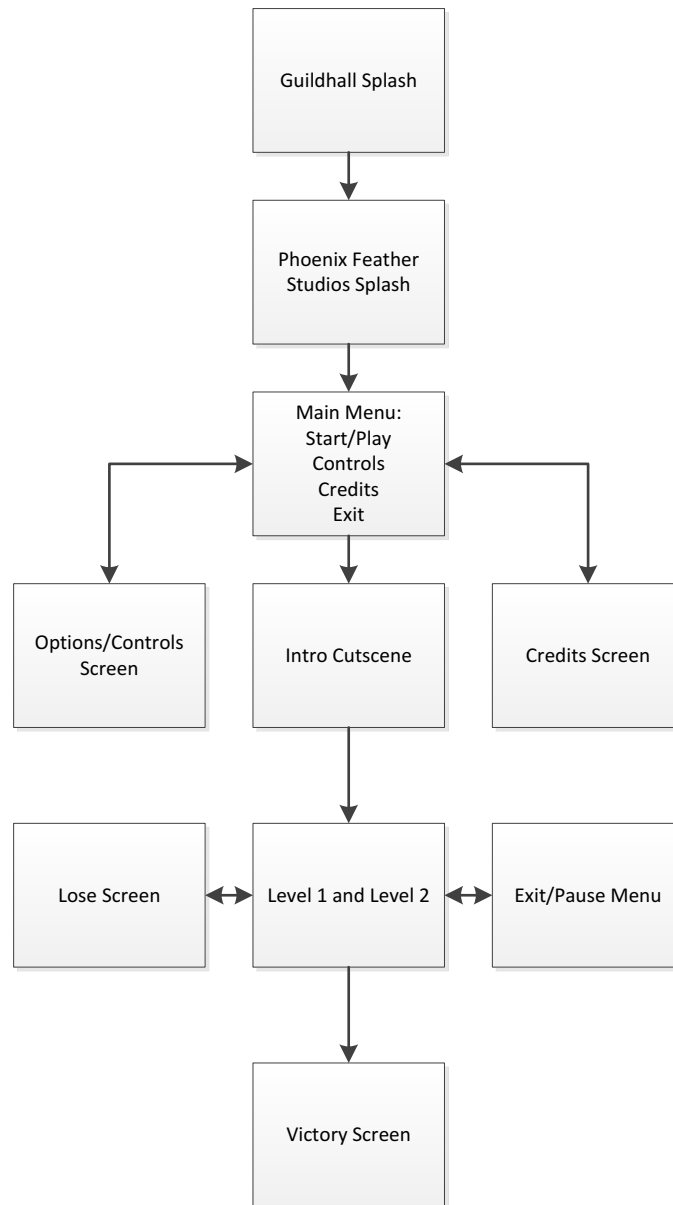 Guildhall Splash
Phoenix Feather
Studios Splash
Main Menu:
Start/Play
Controls
Credits
Exit
Options/Controls
Screen
Intro Cutscene
Credits Screen
Lose Screen
Level 1 and Level 2
Exit/Pause Menu
Victory Screen